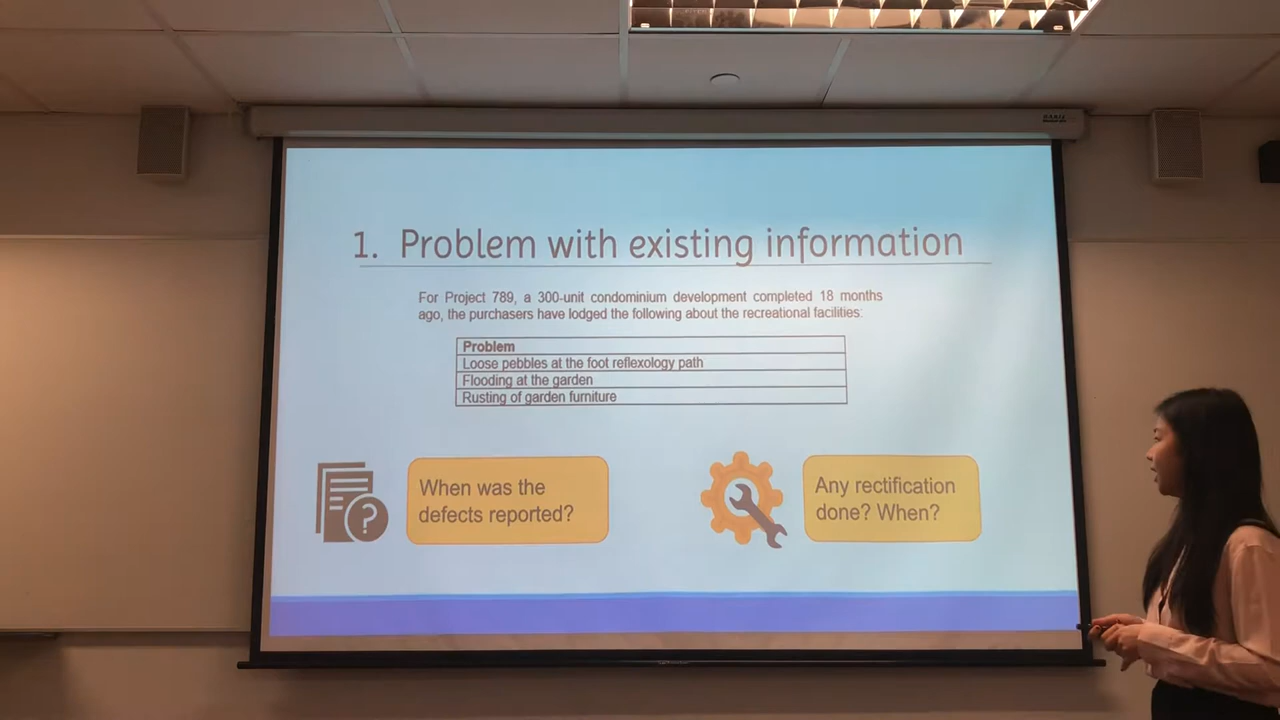 1. Problem with existing information
For Project 789, a 300-unit condominium development completed 18 months
ago, the purchasers have lodged the following about the recreational facilities:
Problem
Loose pebbles at the foot reflexology path
Flooding at the garden
Rusting of garden furniture
?
When was the
defects reported?
Any rectification
done? When?